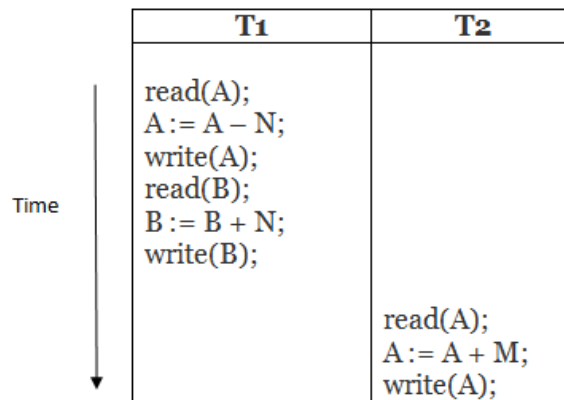 T1 T2
read(A);
A := A – N;
write(A);
read(B);
Time
B := B + N;
write(B);
read(A);
A := A + M;
write(A);